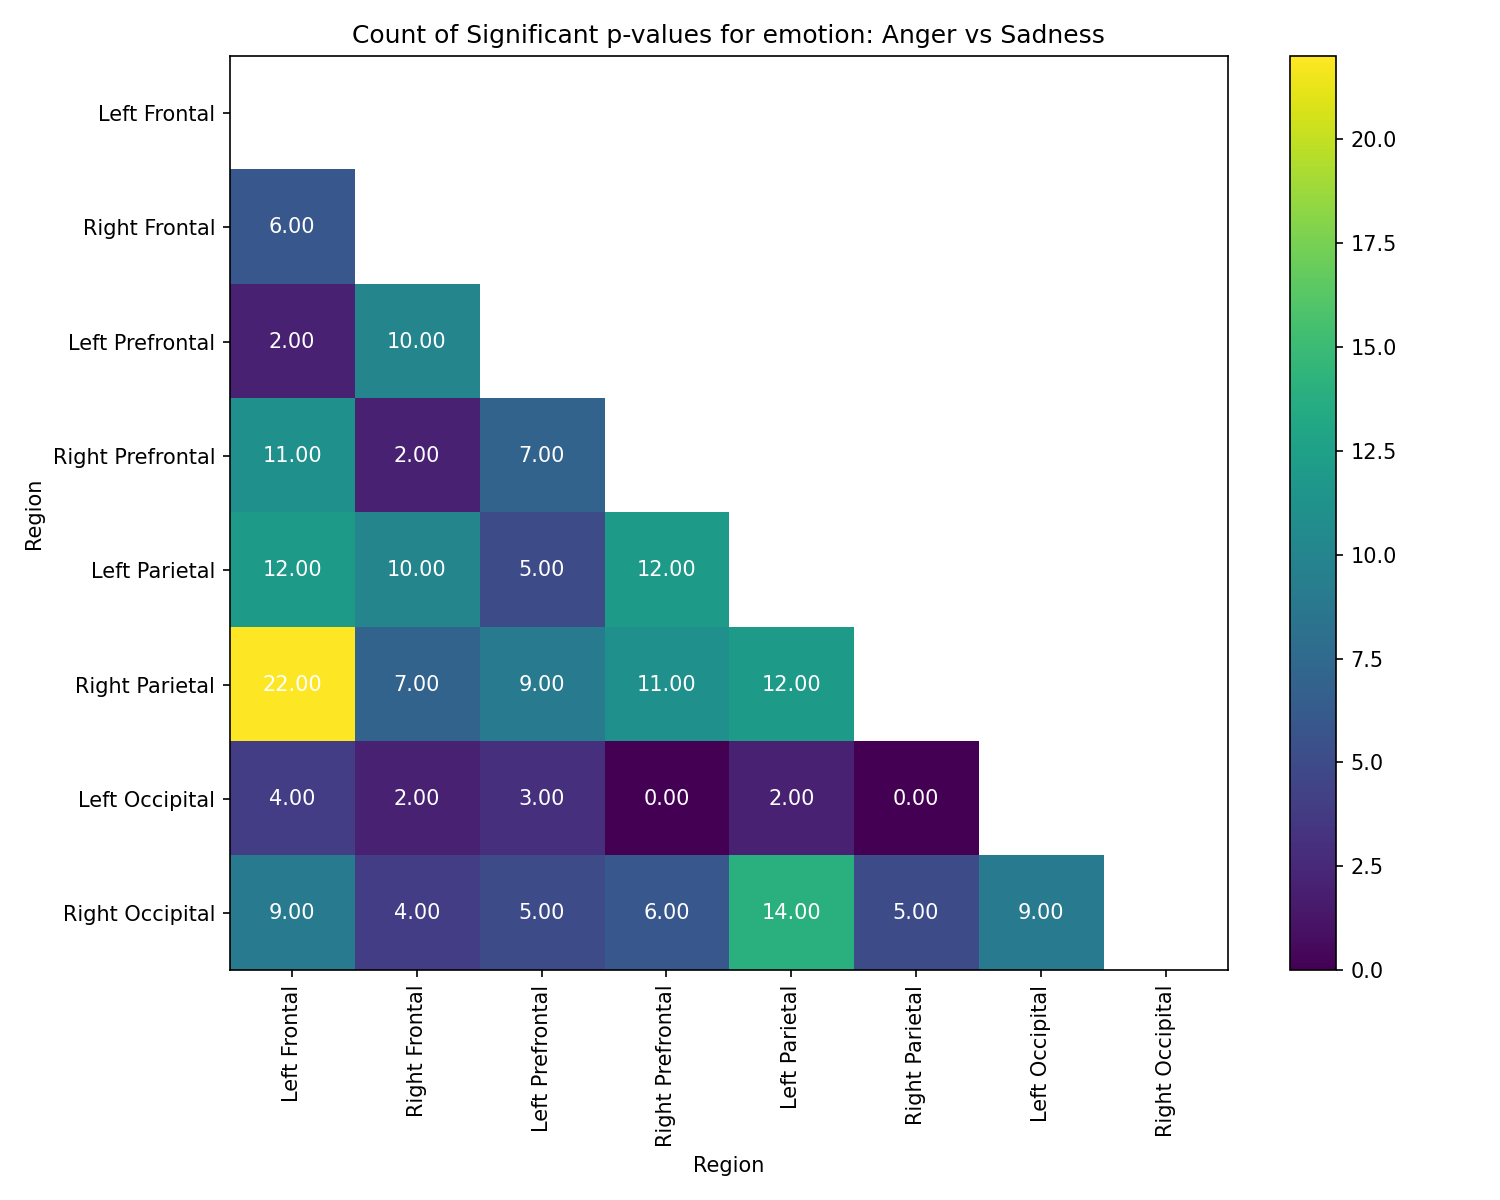 Count of Significant p-values for emotion: Anger vs Sadness
Left Frontal
Right Frontal
6.00
Left Prefrontal
2.00 10.00
Right Prefrontal
11.00 2.00 7.00
Left Parietal
12.00 10.00 5.00 12.00
Right Parietal
22.00 7.00 9.00 11.00 12.00
Left Occipital
4.00 2.00 3.00 0.00 2.00 0.00
Right Occipital
9.00 4.00 5.00 6.00 14.00 5.00 9.00
Region
Left Frontal
Right Frontal
Left Prefrontal
Right Prefrontal
Left Parietal
Right Parietal
Left Occipital
Right Occipital
Region
20.0
17.5
15.0
12.5
10.0
7.5
5.0
2.5
0.0